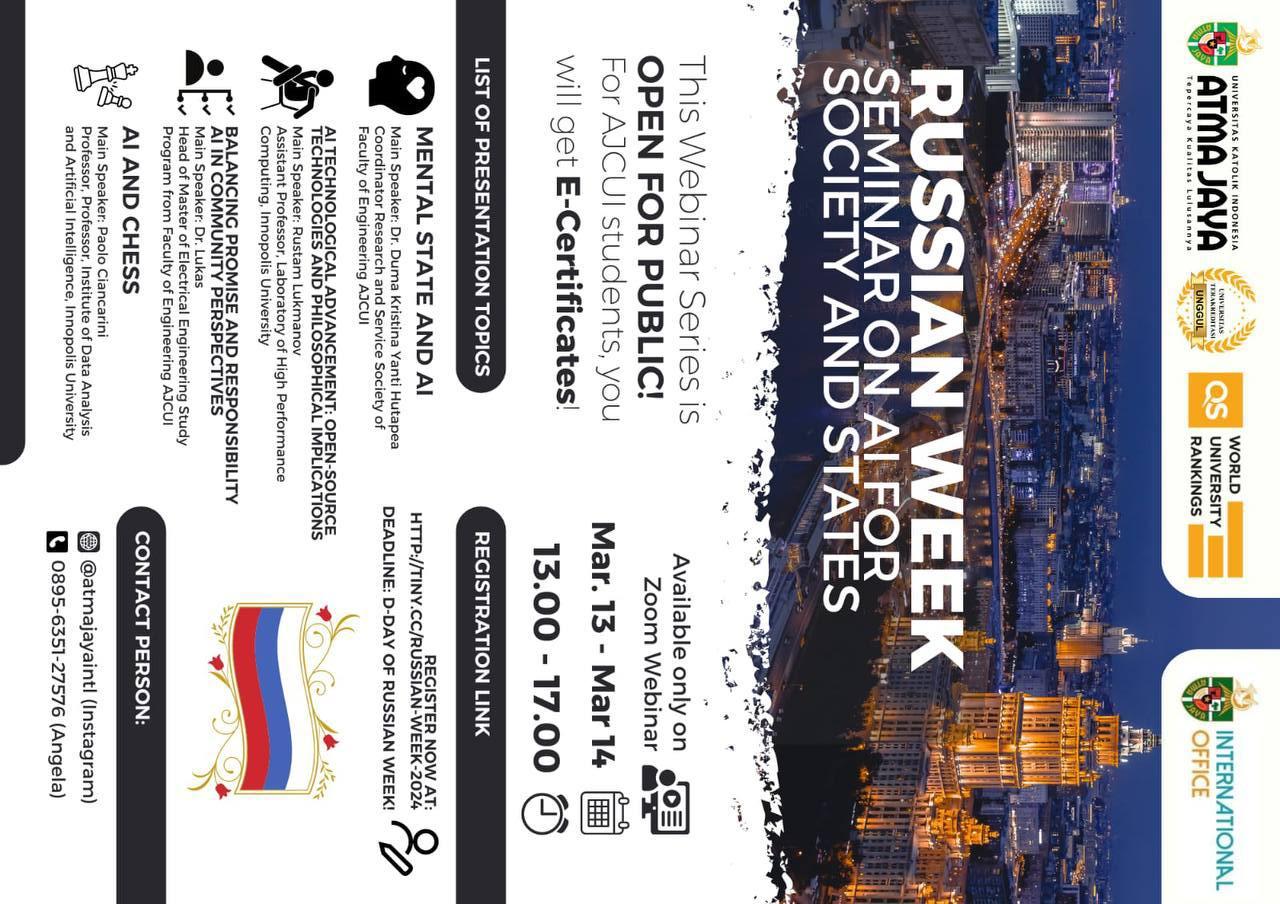 UNIVERSITAS KATOLIK INDONESIA
ATMA JAYA
Tepercaya Kualitas Lulusannya
UNIVERSITAS
TERAKREDITASI
UNGGUL
QS
WORLD
UNIVERSITY
RANKINGS
INTERNATIONAL
OFFICE
RUSSIAN WEEK
SEMINAR ON AI FOR
SOCIETY AND STATES
This Webinar Series is
OPEN FOR PUBLIC!
For AJCUI students, you
will get E-Certificates!
Available only on
Zoom Webinar
Mar. 13 - Mar 14
13.00 - 17.00
LIST OF PRESENTATION TOPICS
MENTAL STATE AND AI
Main Speaker: Dr. Duma Kristina Yanti Hutapea
Coordinator Research and Service Society of
Faculty of Engineering AJCUI
AI TECHNOLOGICAL ADVANCEMENT: OPEN-SOURCE
TECHNOLOGIES AND PHILOSOPHICAL IMPLICATIONS
Main Speaker: Rustam Lukmanov
Assistant Professor, Laboratory of High Performance
Computing, Innopolis University
BALANCING PROMISE AND RESPONSIBILITY
AI IN COMMUNITY PERSPECTIVES
Main Speaker: Dr. Lukas
Head of Master of Electrical Engineering Study
Program from Faculty of Engineering AJCUI
AI AND CHESS
Main Speaker: Paolo Ciancarini
Professor, Professor, Institute of Data Analysis
and Artificial Intelligence, Innopolis University
REGISTRATION LINK
REGISTER NOW AT:
HTTP://TINY.CC/RUSSIAN-WEEK-2024
DEADLINE: D-DAY OF RUSSIAN WEEK!
CONTACT PERSON:
@atmajayaintl (Instagram)
0895-6351-27576 (Angela)